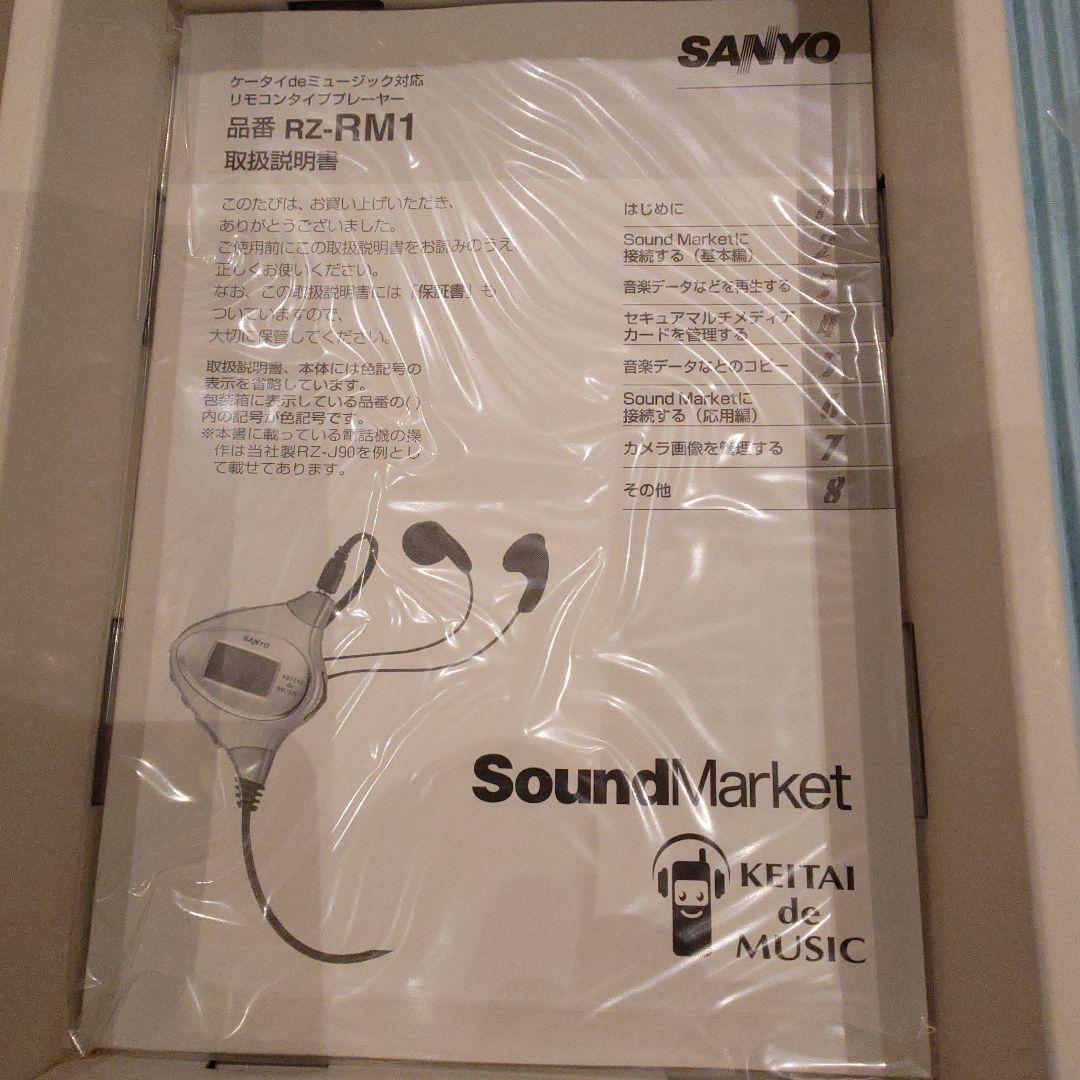 SANYO
ケータイdeミュージック対応
リモコンタイププレーヤー
品番 RZ-RM1
取扱説明書
このたびは、お買い上げいただき、
ありがとうございました。
ご使用前にこの取扱説明書をお読みのうえ
正しくお使いください。
なお、この取扱説明書には「保証書」も
ついていますので、
大切に保管してください。
取扱説明書、本体には色記号の
表示を省略しています。
包装箱に表示している品番の( )
内の記号が色記号です。
※本書に載っている電話機の操
作は当社製RZ-J90を例とし
て載せてあります。
はじめに
Sound Marketに
接続する（基本編）
音楽データなどを再生する
セキュアマルチメディア
カードを管理する
音楽データなどのコピー
Sound Marketに
接続する（応用編）
カメラ画像を管理する 7
その他 8
SANYO
KEITAI
de
MUSIC
SoundMarket
KEITAI
de
MUSIC